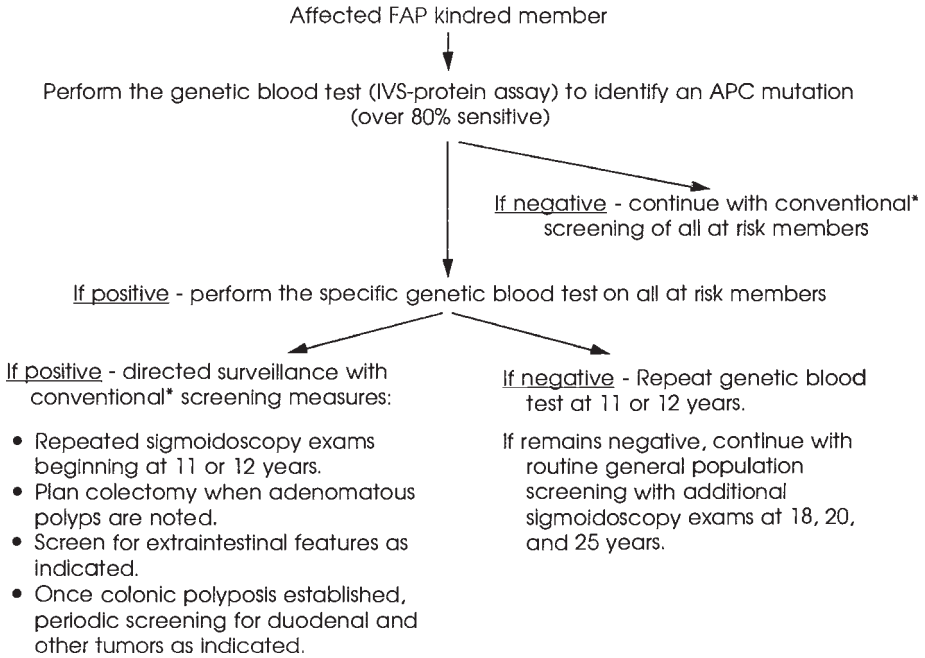 Affected FAP kindred member
Perform the genetic blood test (IVS-protein assay) to identify an APC mutation
(over 80% sensitive)
If negative - continue with conventional*
screening of all at risk members
If positive - perform the specific genetic blood test on all at risk members
If positive - directed surveillance with
conventional* screening measures:
• Repeated sigmoidoscopy exams
beginning at 11 or 12 years.
• Plan colectomy when adenomatous
polyps are noted.
• Screen for extraintestinal features as
indicated.
• Once colonic polyposis established,
periodic screening for duodenal and
other tumors as indicated.
If negative - Repeat genetic blood
test at 11 or 12 years.
If remains negative, continue with
routine general population
screening with additional
sigmoidoscopy exams at 18, 20,
and 25 years.